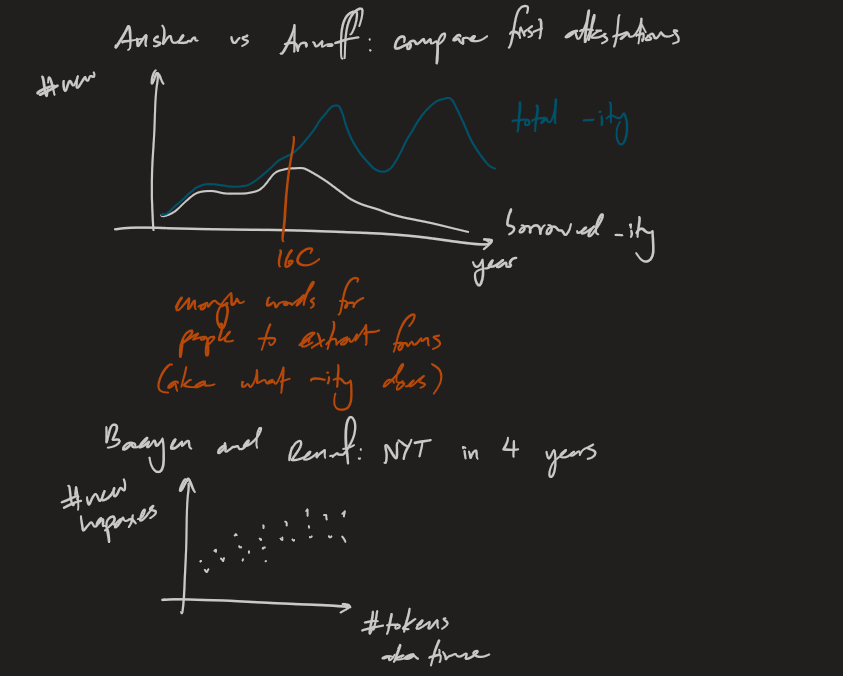 Anshen vs Aronoff: compare first attestations
#new
total -ity
borrowed -ity
year
16C
enough words for
people to extract forms
(aka what -ity does)
Baayen and Renouf: NYT in 4 years
#new
hapaxes
#tokens
aka time